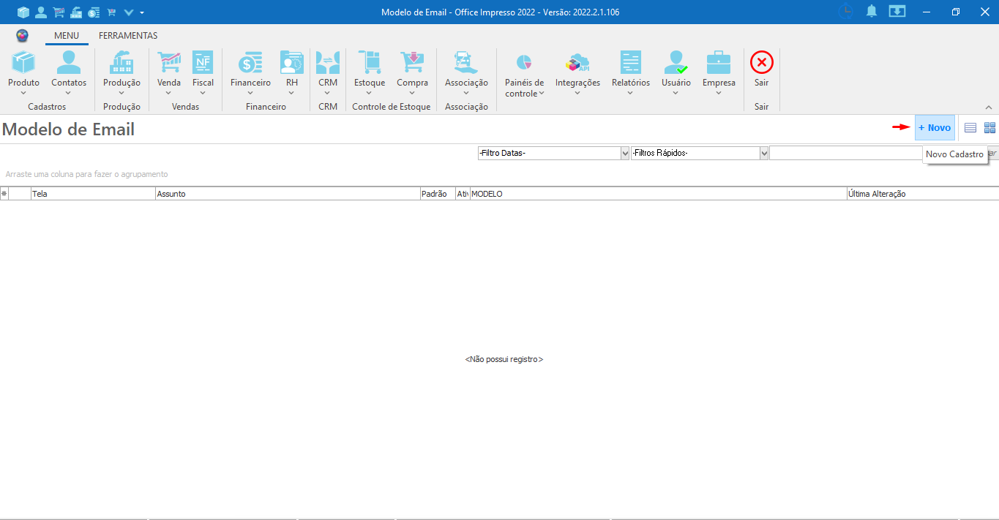 Modelo de Email - Office Impresso 2022 - Versão: 2022.2.1.106
MENU FERRAMENTAS
NF
API
Produto Contatos Produção Venda Fiscal Financeiro RH CRM Estoque Compra Associação Painéis de controle Integrações Relatórios Usuário Empresa Sair
Cadastros Produção Vendas Financeiro CRM Controle de Estoque Associação Sair
Modelo de Email
+ Novo
-Filtro Datas- -Filtros Rápidos-
Novo Cadastro
Arraste uma coluna para fazer o agrupamento
Tela Assunto Padrão Ati MODELO Última Alteração
<Não possui registro>